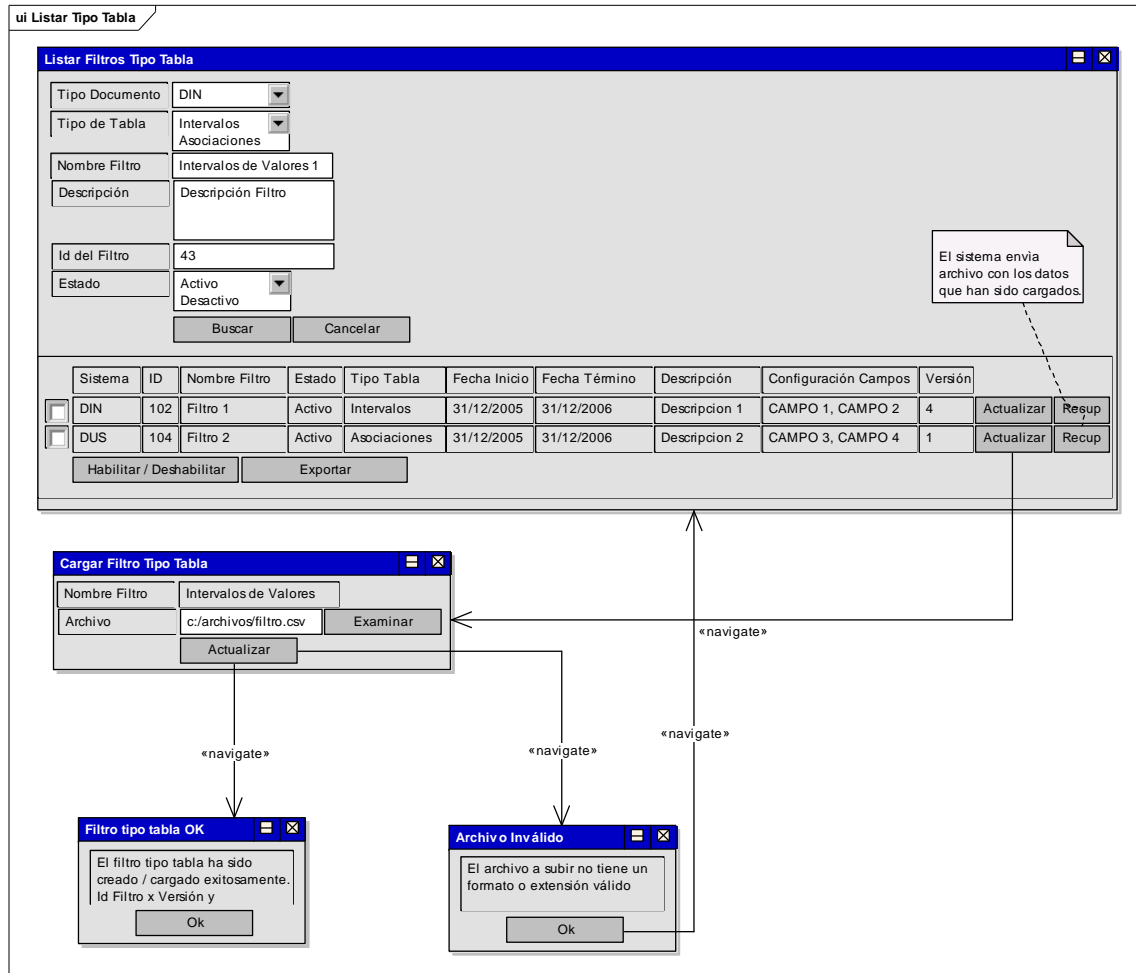 ui Listar Tipo Tabla
Listar Filtros Tipo Tabla
Tipo Documento DIN
Tipo de Tabla Intervalos
Asociaciones
Nombre Filtro Intervalos de Valores 1
Descripción Descripción Filtro
Id del Filtro 43
Estado Activo
Desactivo
Buscar Cancelar
El sistema envìa
archivo con los datos
que han sido cargados.
Sistema ID Nombre Filtro Estado Tipo Tabla Fecha Inicio Fecha Término Descripción Configuración Campos Versión
DIN 102 Filtro 1 Activo Intervalos 31/12/2005 31/12/2006 Descripcion 1 CAMPO 1, CAMPO 2 4 Actualizar Recup
DUS 104 Filtro 2 Activo Asociaciones 31/12/2005 31/12/2006 Descripcion 2 CAMPO 3, CAMPO 4 1 Actualizar Recup
Habilitar / Deshabilitar Exportar
Cargar Filtro Tipo Tabla
Nombre Filtro Intervalos de Valores
Archivo c:/archivos/filtro.csv Examinar
Actualizar
«navigate»
«navigate»
«navigate»
«navigate»
Filtro tipo tabla OK
El filtro tipo tabla ha sido
creado / cargado exitosamente.
Id Filtro x Versión y
Ok
Archivo Inválido
El archivo a subir no tiene un
formato o extensión válido
Ok